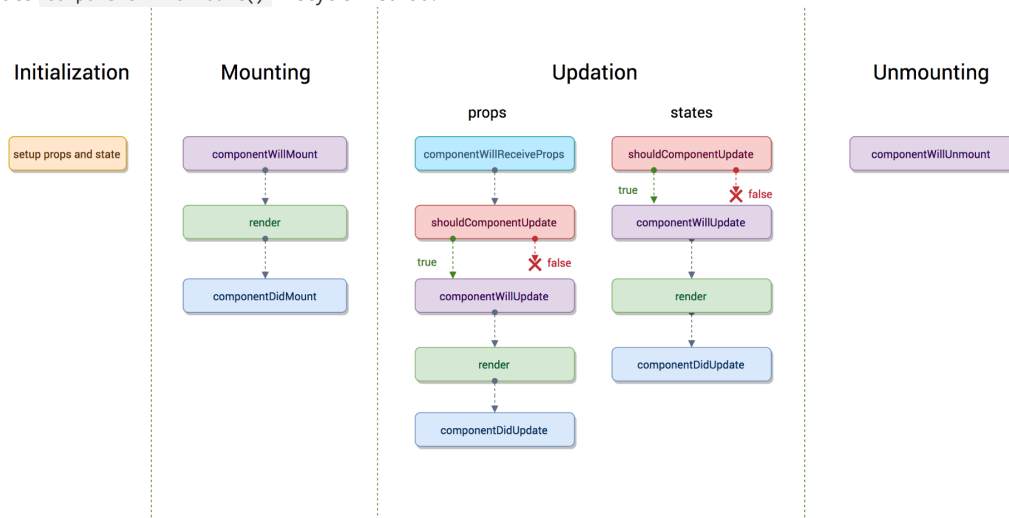 Initialization
Mounting
Updation
Unmounting
props
states
setup props and state
componentWillMount
render
componentDidMount
componentWillReceiveProps
shouldComponentUpdate
true
false
componentWillUpdate
render
componentDidUpdate
shouldComponentUpdate
true
false
componentWillUpdate
render
componentDidUpdate
componentWillUnmount